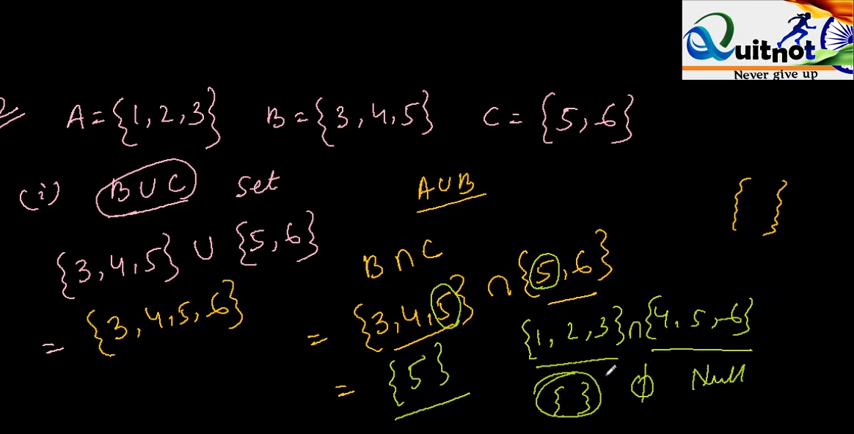 Quitnot
Never give up
A = {1, 2, 3} B = {3, 4, 5} C = {5, 6}
(i) B ∪ C Set
A ∪ B
{ }
{3, 4, 5} ∪ {5, 6}
= {3, 4, 5, 6}
B ∩ C
= {3, 4, 5} ∩ {5, 6}
= {5}
{1, 2, 3} ∩ {4, 5, 6}
{ } ϕ Null